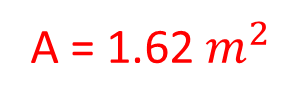 A = 1.62 m²